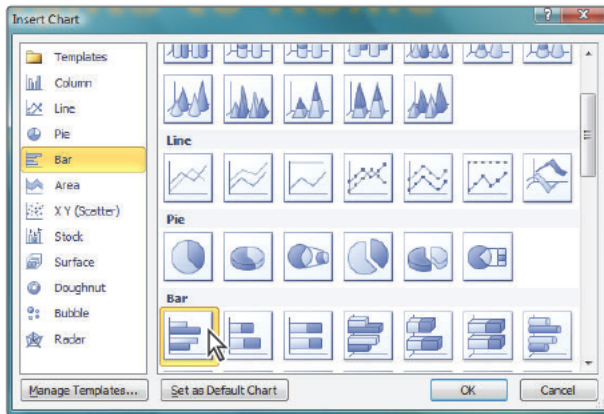 Insert Chart
Templates
Column
Line
Pie
Bar
Area
X Y (Scatter)
Stock
Surface
Doughnut
Bubble
Radar
Line
Pie
Bar
Manage Templates...
Set as Default Chart
OK
Cancel